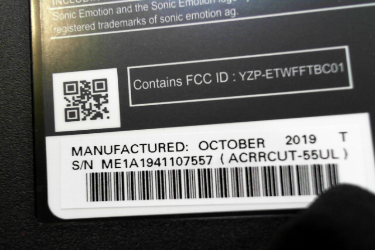 Sonic Emotion and the Sonic Emotion
registered trademarks of sonic emotion ag.
Contains FCC ID : YZP-ETWFFTBC01
MANUFACTURED: OCTOBER 2019 T
S/N ME1A1941107557 ( ACRRCUT-55UL )